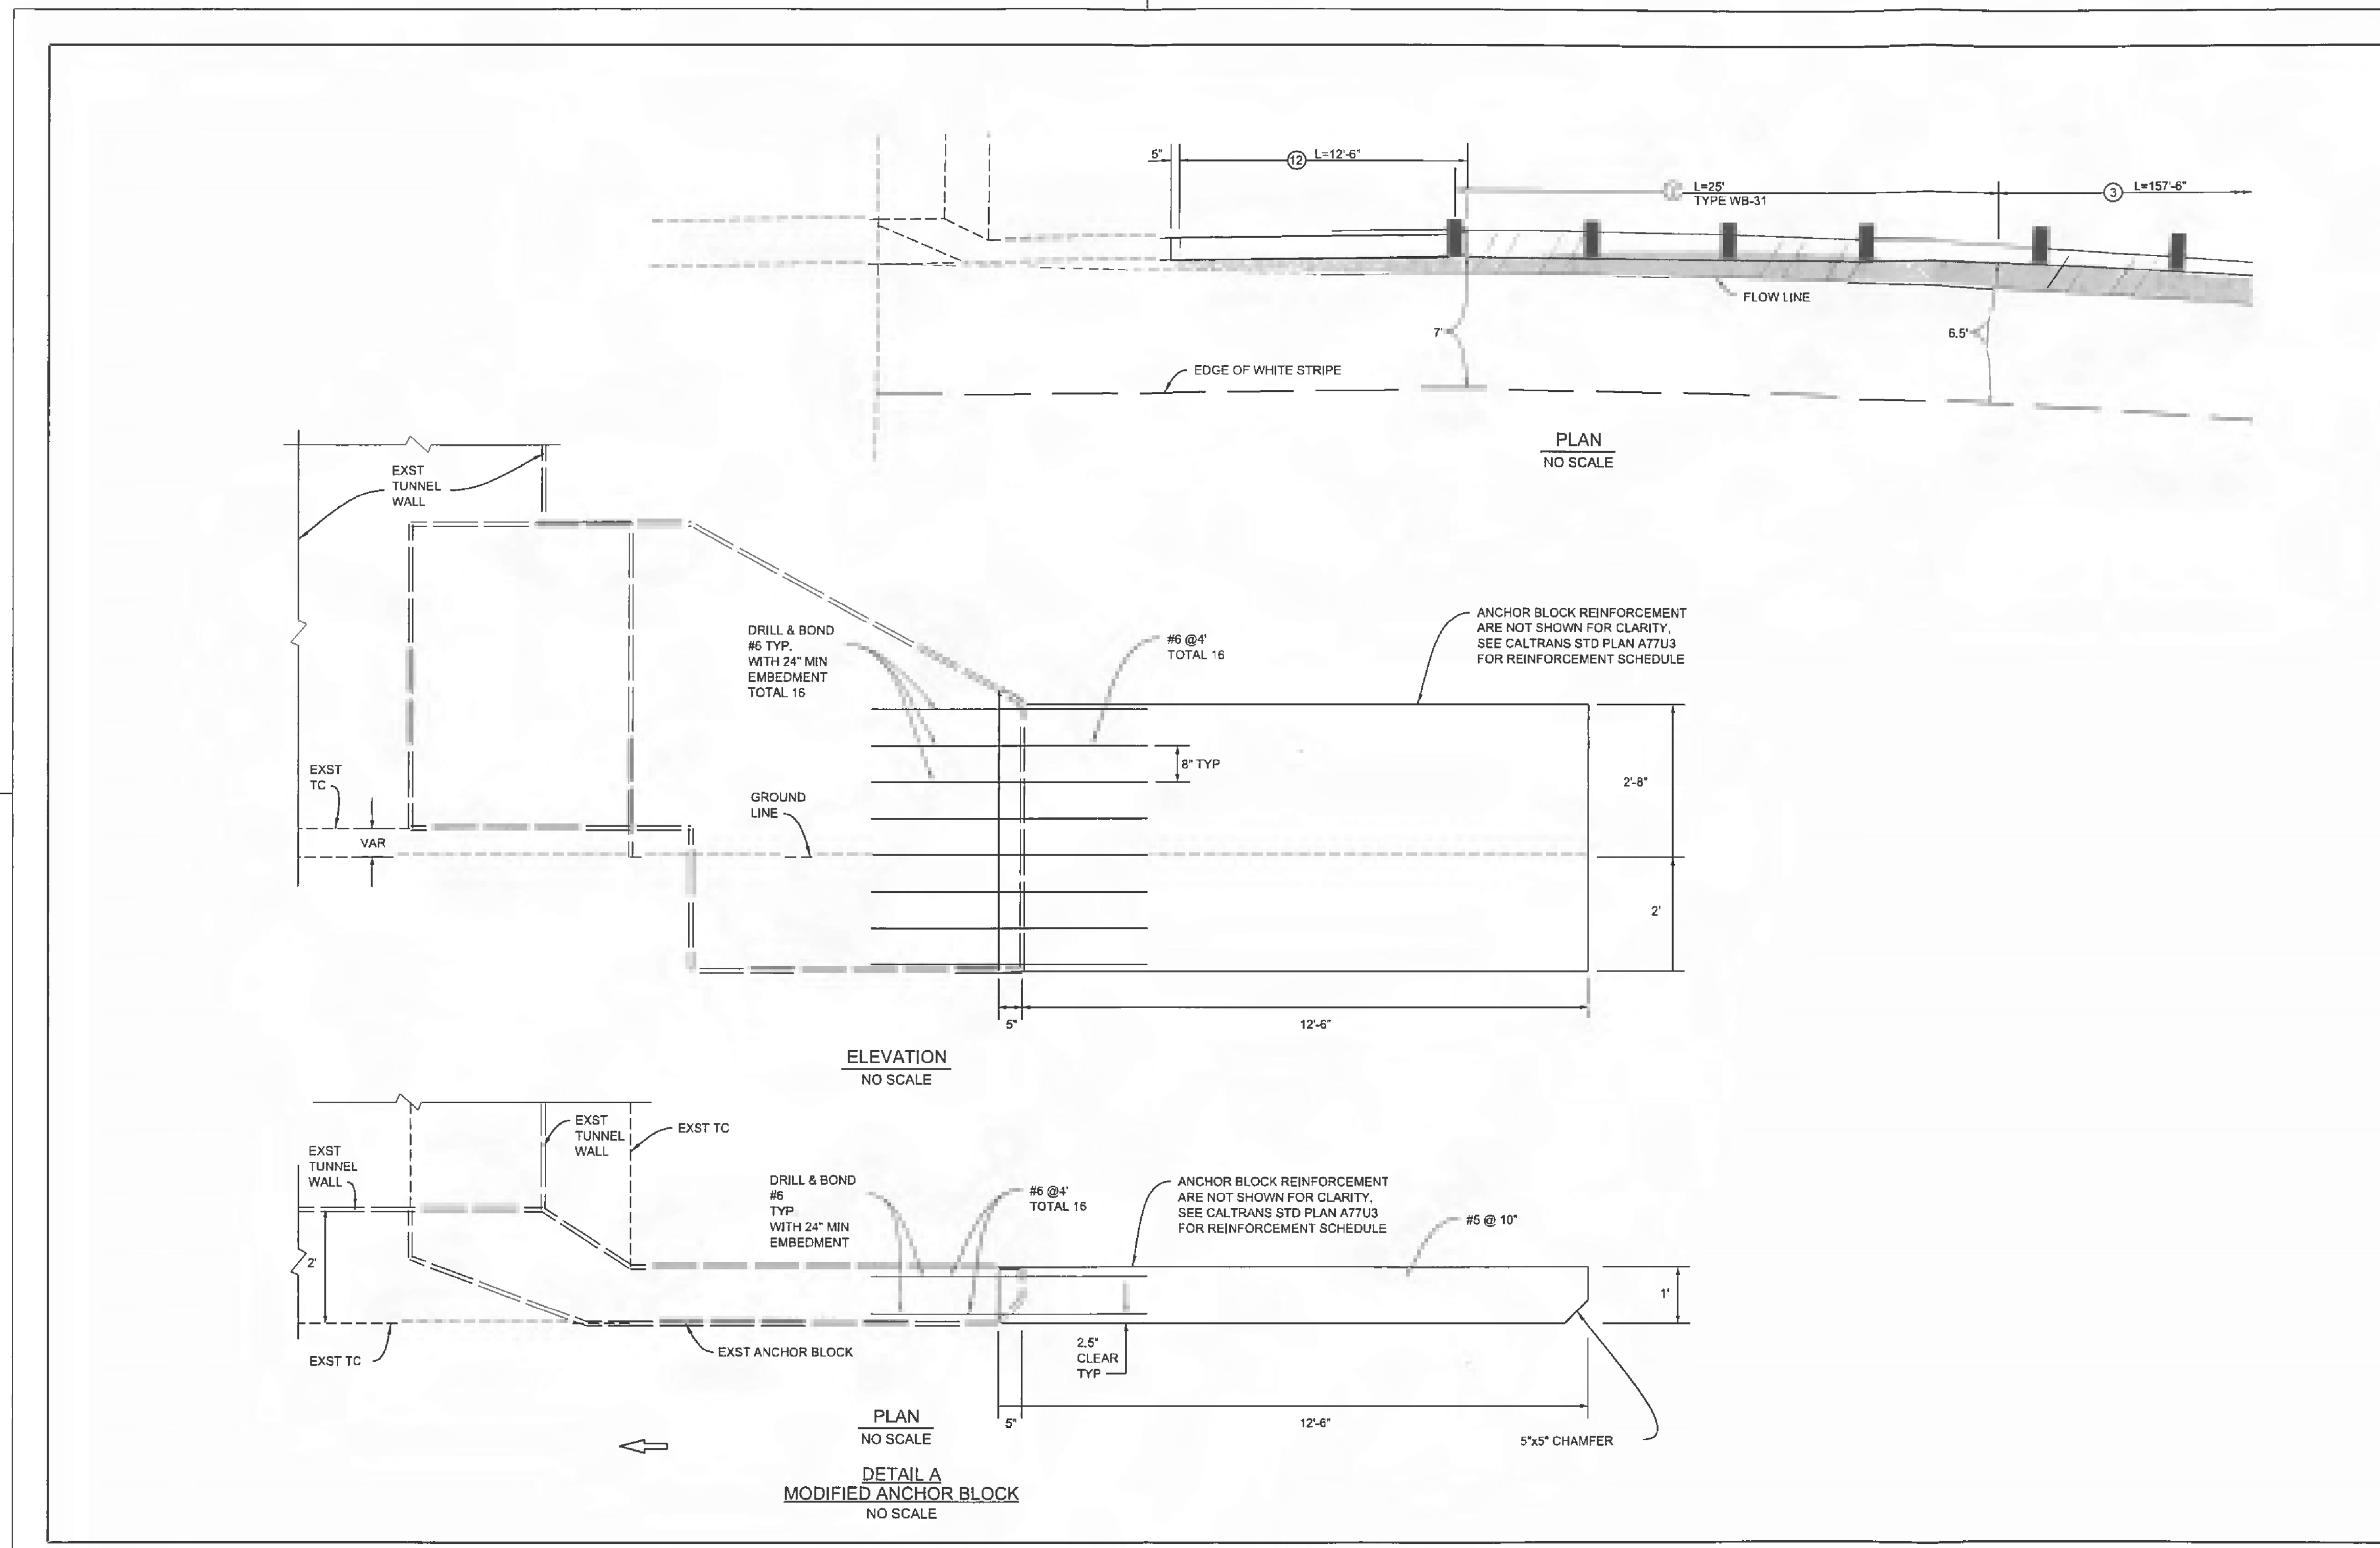 5"
12 L=12'-6"
L=25'
TYPE WB-31
3 L=157'-6"
FLOW LINE
7'
6.5'
EDGE OF WHITE STRIPE
PLAN
NO SCALE
EXST
TUNNEL
WALL
DRILL & BOND
#6 TYP.
WITH 24" MIN
EMBEDMENT
TOTAL 16
#6 @4'
TOTAL 16
ANCHOR BLOCK REINFORCEMENT
ARE NOT SHOWN FOR CLARITY,
SEE CALTRANS STD PLAN A77U3
FOR REINFORCEMENT SCHEDULE
8" TYP
2'-8"
EXST
TC
GROUND
LINE
VAR
2'
5"
12'-6"
ELEVATION
NO SCALE
EXST
TUNNEL
WALL
EXST TC
EXST
TUNNEL
WALL
DRILL & BOND
#6
TYP
WITH 24" MIN
EMBEDMENT
#6 @4'
TOTAL 16
ANCHOR BLOCK REINFORCEMENT
ARE NOT SHOWN FOR CLARITY,
SEE CALTRANS STD PLAN A77U3
FOR REINFORCEMENT SCHEDULE
#5 @ 10"
2'
1'
EXST TC
EXST ANCHOR BLOCK
2.5"
CLEAR
TYP
5"
12'-6"
5"x5" CHAMFER
PLAN
NO SCALE
DETAIL A
MODIFIED ANCHOR BLOCK
NO SCALE